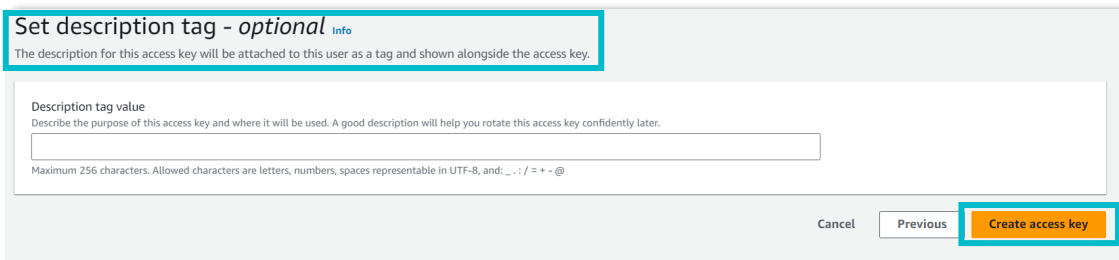 Set description tag - optional Info
The description for this access key will be attached to this user as a tag and shown alongside the access key.
Description tag value
Describe the purpose of this access key and where it will be used. A good description will help you rotate this access key confidently later.
Maximum 256 characters. Allowed characters are letters, numbers, spaces representable in UTF-8, and: _ . : / = + - @
Cancel Previous Create access key